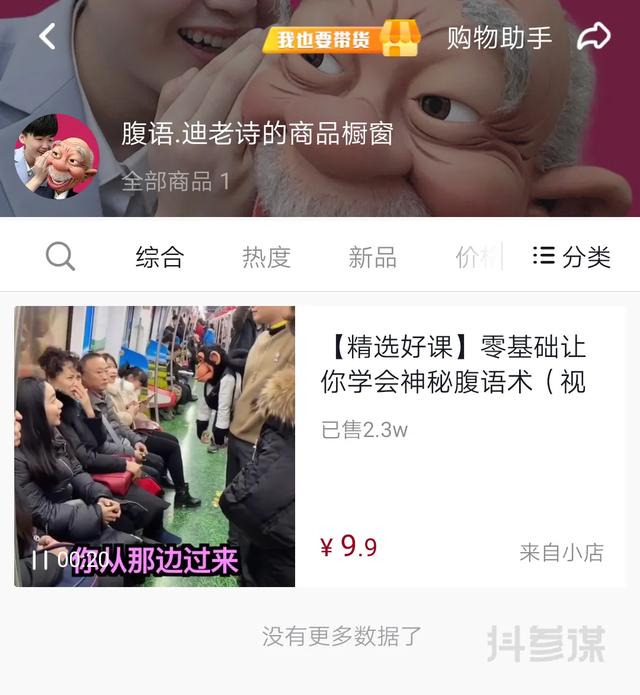 我也要带货
购物助手
腹语.迪老诗的商品橱窗
全部商品 1
综合
热度
新品
价格
分类
【精选好课】零基础让
你学会神秘腹语术（视
已售2.3w
00:20
你从那边过来
¥ 9.9
来自小店
没有更多数据了
抖参谋